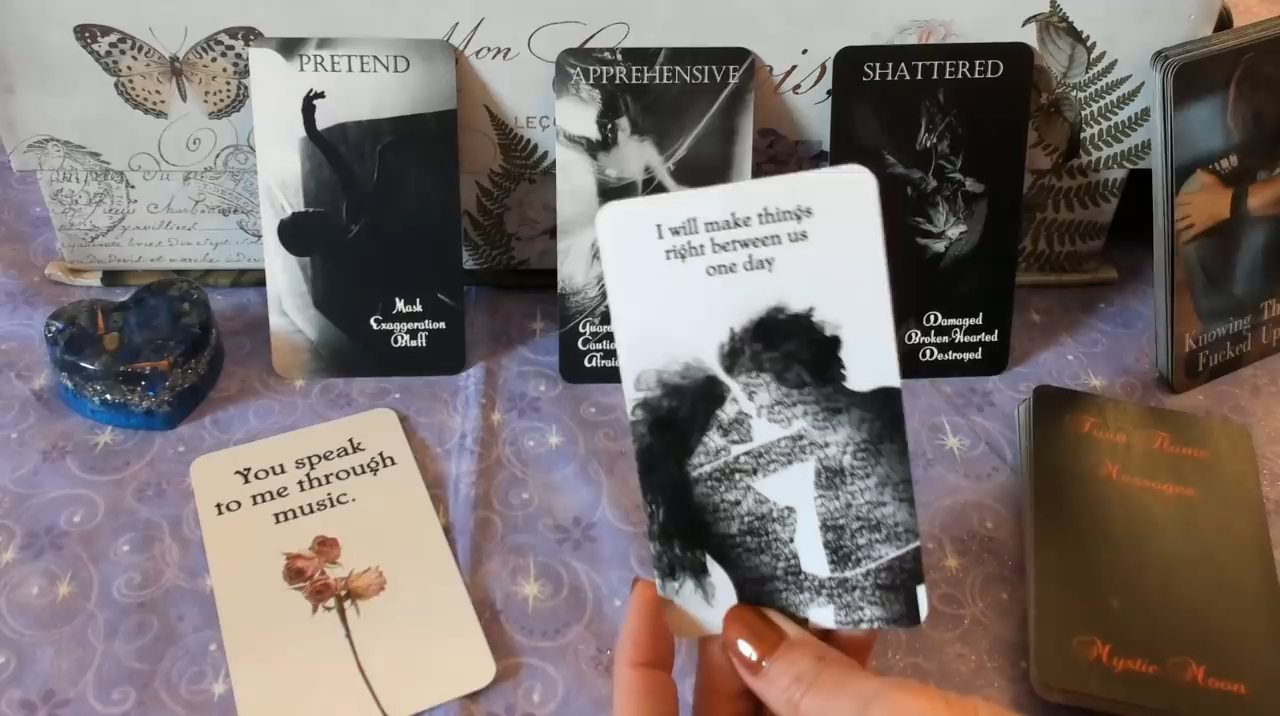 Mon
PRETEND
Mask
Exaggeration
Bluff
APPREHENSIVE
SHATTERED
Damaged
Broken-Hearted
Destroyed
I will make things
right between us
one day
You speak
to me through
music.
Knowing
Fucked Up
Twin Flame
Messages
Mystic Moon